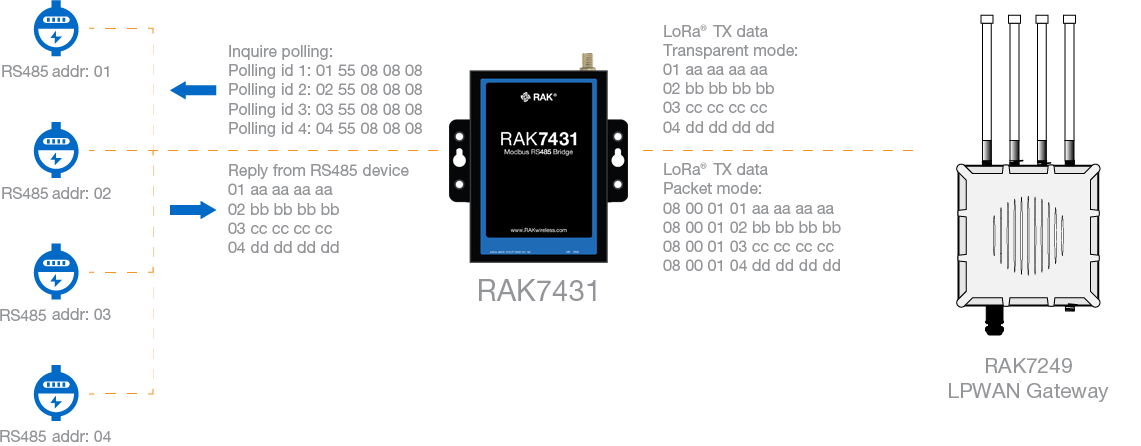 RS485 addr: 01
RS485 addr: 02
RS485 addr: 03
RS485 addr: 04
Inquire polling:
Polling id 1: 01 55 08 08 08
Polling id 2: 02 55 08 08 08
Polling id 3: 03 55 08 08 08
Polling id 4: 04 55 08 08 08
Reply from RS485 device
01 aa aa aa aa
02 bb bb bb bb
03 cc cc cc cc
04 dd dd dd dd
RAK®
RAK7431
Modbus RS485 Bridge
www.RAKwireless.com
RAK7431
LoRa® TX data
Transparent mode:
01 aa aa aa aa
02 bb bb bb bb
03 cc cc cc cc
04 dd dd dd dd
LoRa® TX data
Packet mode:
08 00 01 01 aa aa aa aa
08 00 01 02 bb bb bb bb
08 00 01 03 cc cc cc cc
08 00 01 04 dd dd dd dd
RAK7249
LPWAN Gateway